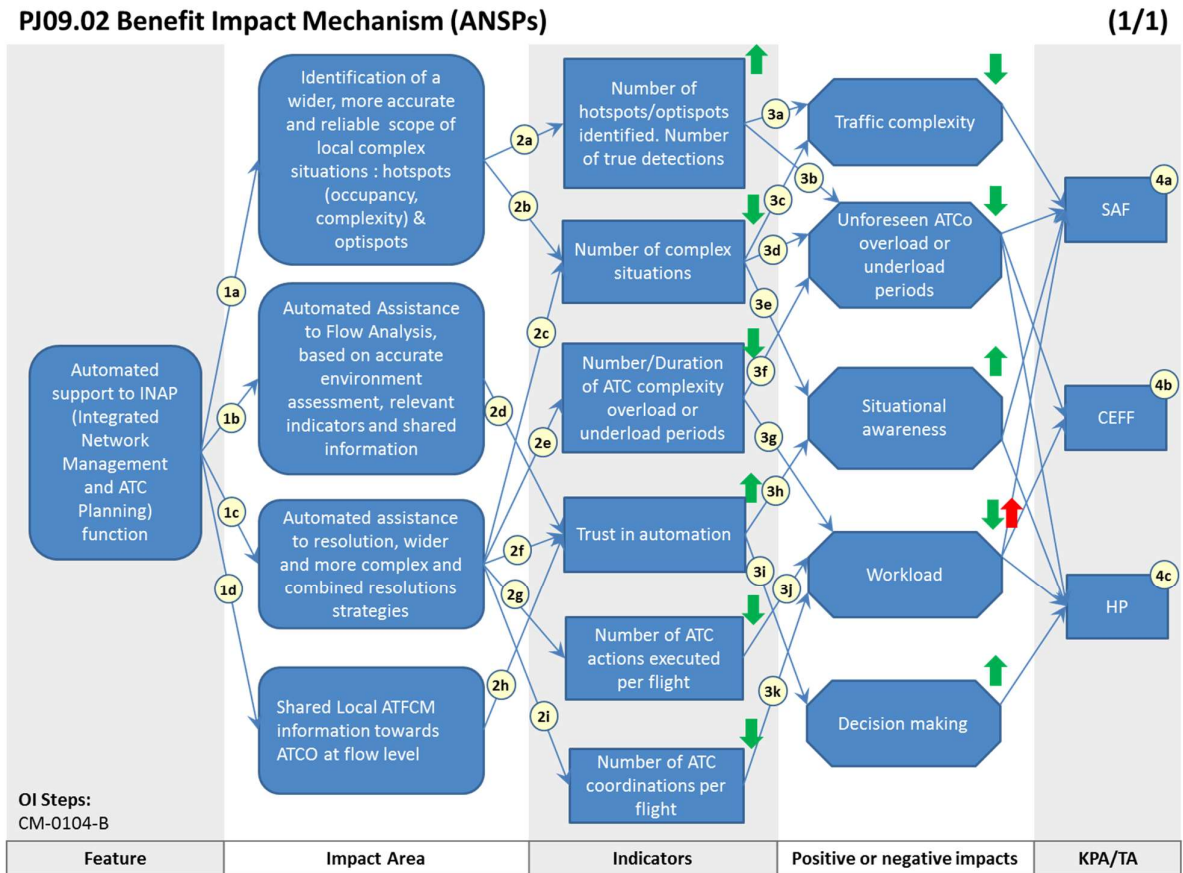 PJ09.02 Benefit Impact Mechanism (ANSPs)
(1/1)
Automated
support to INAP
(Integrated
Network
Management
and ATC
Planning)
function
1a
1b
1c
1d
Identification of a
wider, more accurate
and reliable scope of
local complex
situations : hotspots
(occupancy,
complexity) &
optispots
Automated Assistance
to Flow Analysis,
based on accurate
environment
assessment, relevant
indicators and shared
information
Automated assistance
to resolution, wider
and more complex and
combined resolutions
strategies
Shared Local ATFCM
information towards
ATCO at flow level
2a
2b
2c
2d
2e
2f
2g
2h
2i
Number of
hotspots/optispots
identified. Number
of true detections
Number of complex
situations
Number/Duration
of ATC complexity
overload or
underload periods
Trust in automation
Number of ATC
actions executed
per flight
Number of ATC
coordinations per
flight
3a
3b
3c
3d
3e
3f
3g
3h
3i
3j
3k
Traffic complexity
Unforeseen ATCo
overload or
underload
periods
Situational
awareness
Workload
Decision making
4a
SAF
4b
CEFF
4c
HP
OI Steps:
CM-0104-B
Feature
Impact Area
Indicators
Positive or negative impacts
KPA/TA